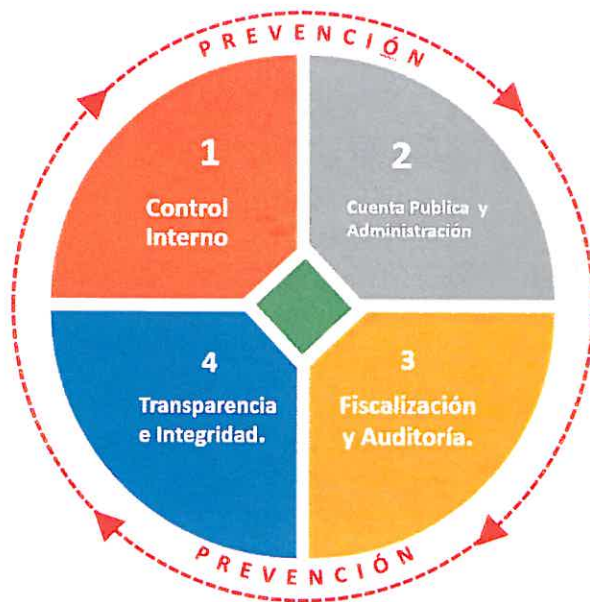 PREVENCIÓN
1
Control
Interno
2
Cuenta Publica y
Administración
4
Transparencia
e Integridad.
3
Fiscalización
y Auditoría.
PREVENCIÓN